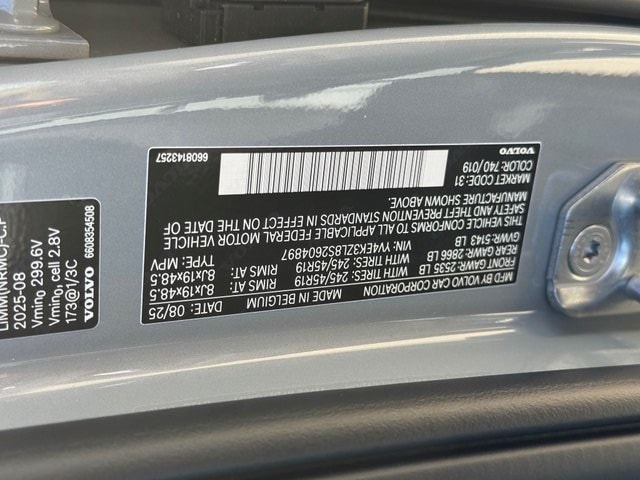 MFD BY VOLVO CAR CORPORATION MADE IN BELGIUM 08/25
FRONT GAWR: 2535 LB WITH TIRES: 245/45R19 RIMS AT: 8Jx19x48.5
REAR GAWR: 2866 LB WITH TIRES: 245/45R19 RIMS AT: 8Jx19x48.5
GVWR: 5143 LB VIN: YV4EK3ZL8S2604897 TYPE: MPV
THIS VEHICLE CONFORMS TO ALL APPLICABLE FEDERAL MOTOR VEHICLE
SAFETY AND THEFT PREVENTION STANDARDS IN EFFECT ON THE DATE OF
MANUFACTURE SHOWN ABOVE.
MARKET CODE: 31
COLOR: 740/019
VOLVO 6608143257
VOLVO 6608354508
173@1/3C
Vming, cell 2.8V
Vming 299.6V
2025-08